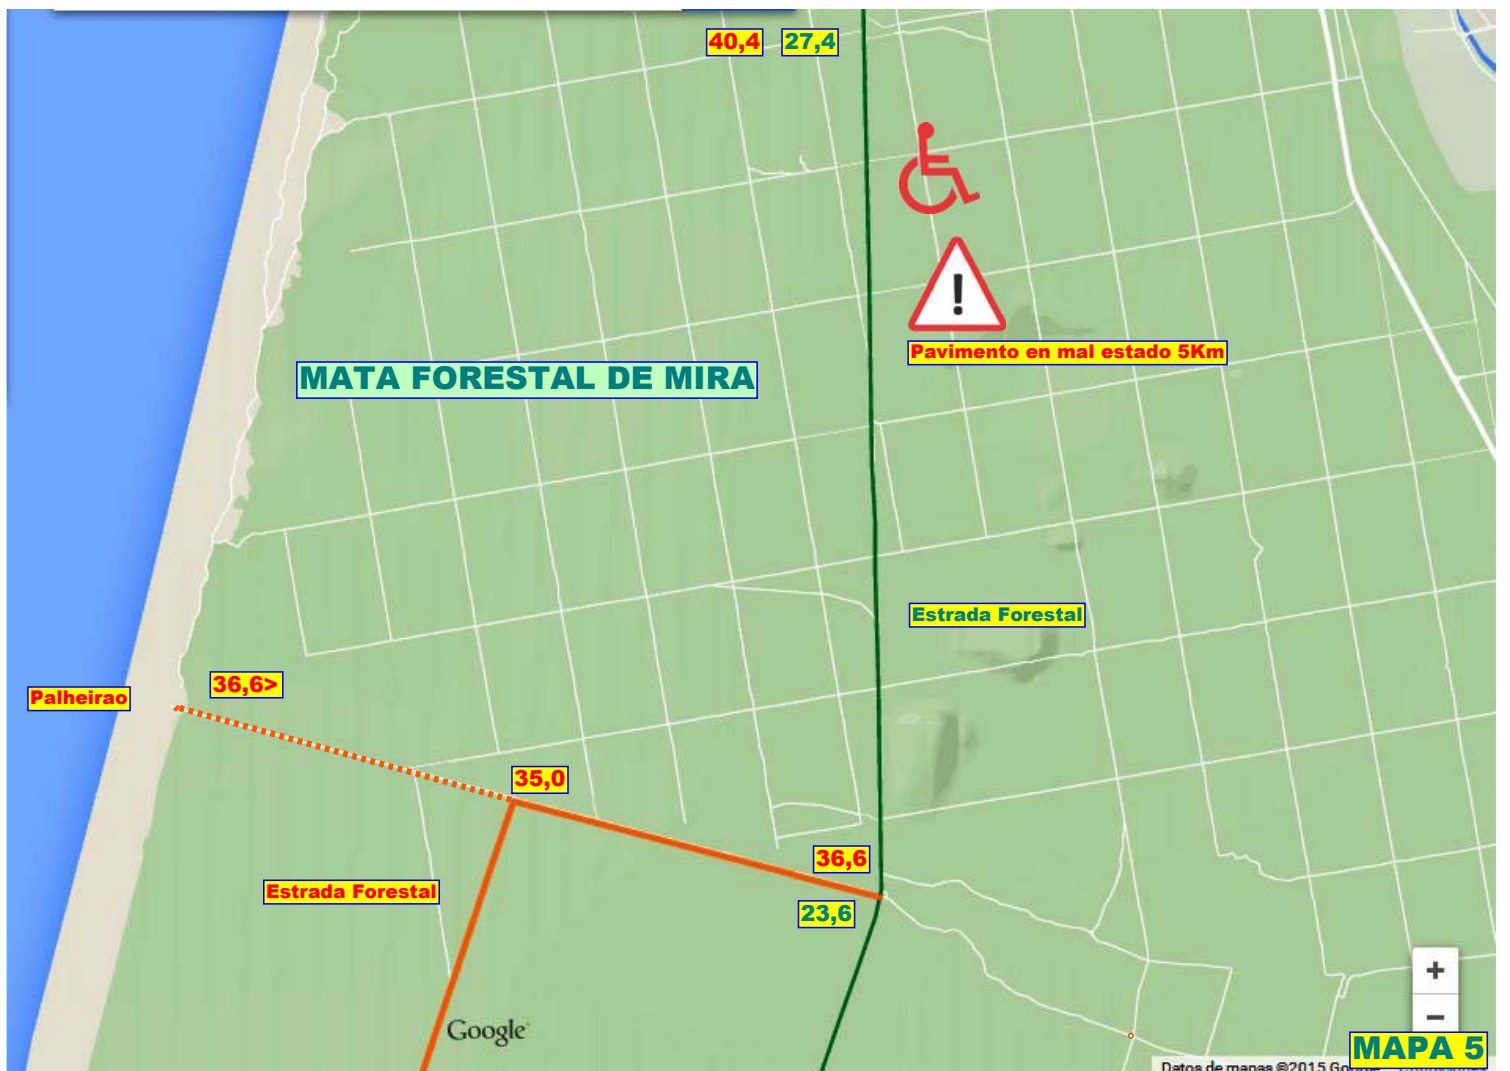 40,4 27,4
Pavimento en mal estado 5Km
MATA FORESTAL DE MIRA
Estrada Forestal
36,6>
Palheirao
35,0
36,6
Estrada Forestal
23,6
+
−
Google
MAPA 5
Datos de mapas ©2015 Google